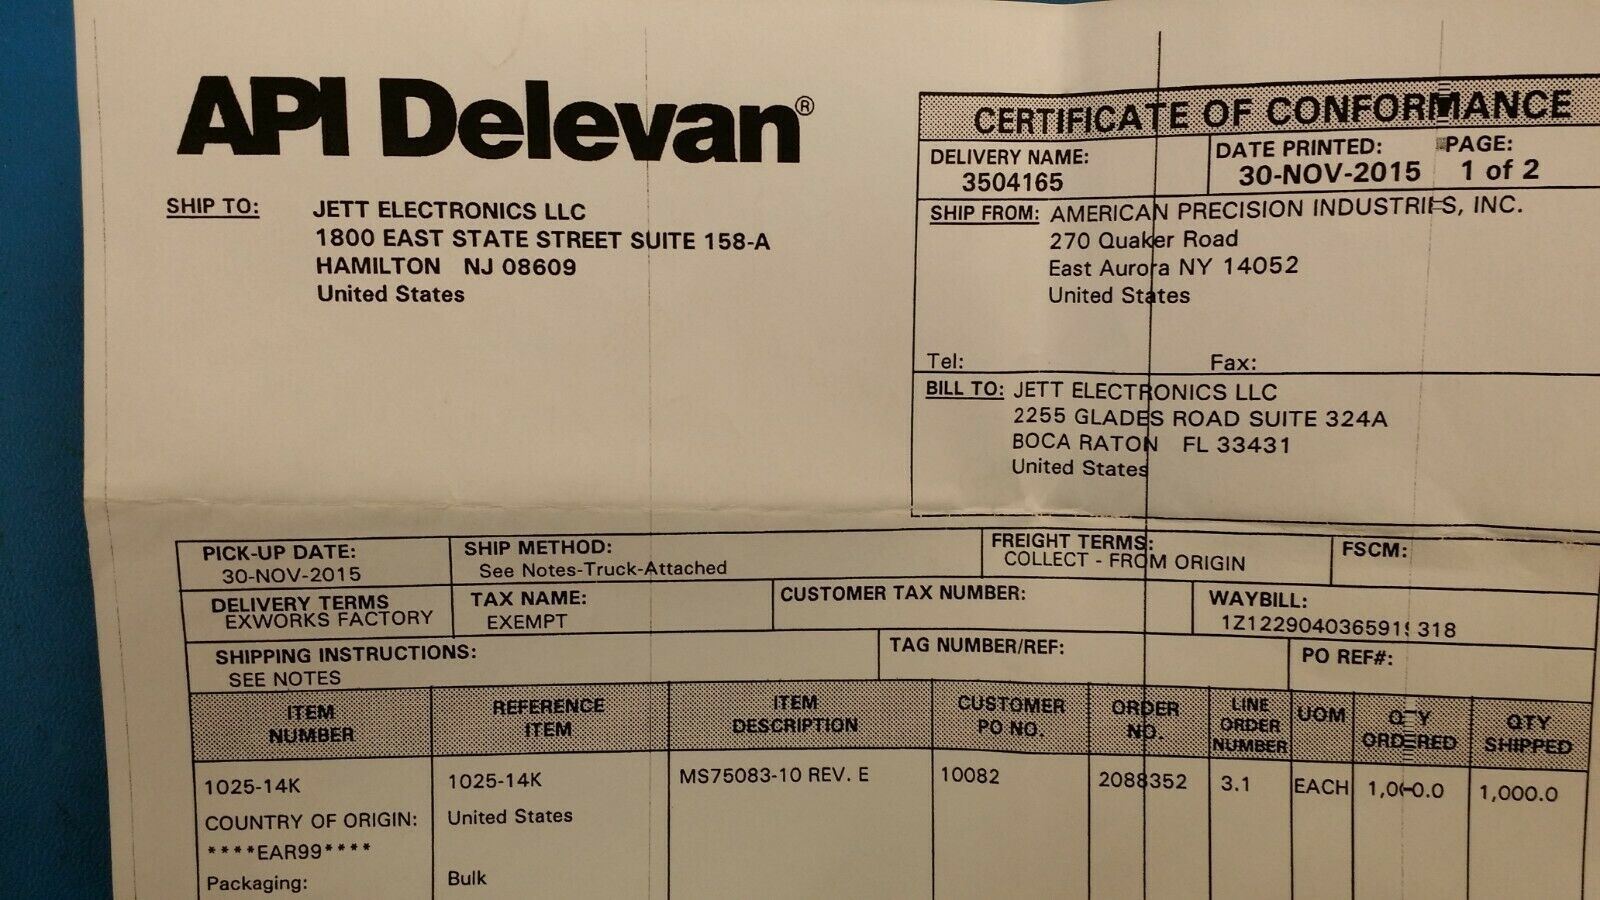 API Delevan®
SHIP TO: JETT ELECTRONICS LLC
1800 EAST STATE STREET SUITE 158-A
HAMILTON NJ 08609
United States
CERTIFICATE OF CONFORMANCE
DELIVERY NAME:
3504165
DATE PRINTED:
30-NOV-2015
PAGE:
1 of 2
SHIP FROM: AMERICAN PRECISION INDUSTRIES, INC.
270 Quaker Road
East Aurora NY 14052
United States
Tel: Fax:
BILL TO: JETT ELECTRONICS LLC
2255 GLADES ROAD SUITE 324A
BOCA RATON FL 33431
United States
PICK-UP DATE:
30-NOV-2015
SHIP METHOD:
See Notes-Truck-Attached
FREIGHT TERMS:
COLLECT - FROM ORIGIN
FSCM:
DELIVERY TERMS
EXWORKS FACTORY
TAX NAME:
EXEMPT
CUSTOMER TAX NUMBER:
WAYBILL:
SHIPPING INSTRUCTIONS:
SEE NOTES
TAG NUMBER/REF:
PO REF#:
ITEM
NUMBER
REFERENCE
ITEM
ITEM
DESCRIPTION
CUSTOMER
PO NO.
ORDER
NO.
LINE
ORDER
NUMBER
UOM
QTY
ORDERED
QTY
SHIPPED
1025-14K 1025-14K MS75083-10 REV. E 10082 2088352 3.1 EACH 1,000.0 1,000.0
COUNTRY OF ORIGIN: United States
****EAR99****
Packaging: Bulk